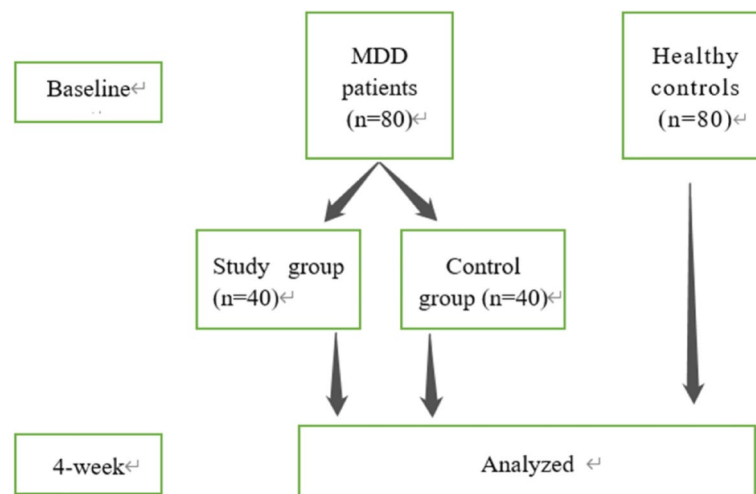 Baseline↵
MDD
patients
(n=80)↵
Healthy
controls
(n=80)↵
Study group
(n=40)↵
Control
group (n=40)↵
4-week↵
Analyzed ↵